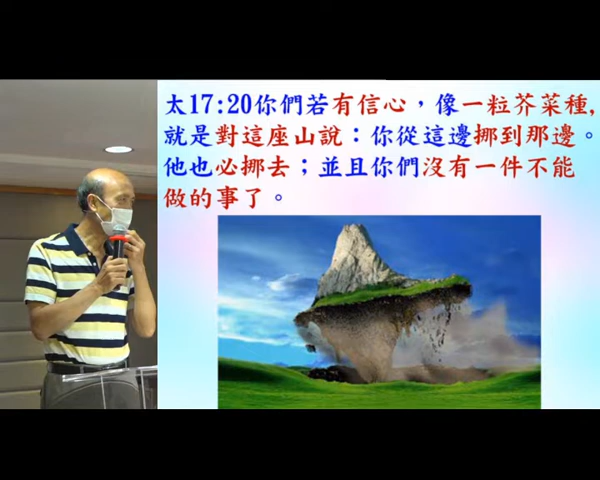 太17:20你們若有信心，像一粒芥菜種,
就是對這座山說：你從這邊挪到那邊。
他也必挪去；並且你們沒有一件不能
做的事了。